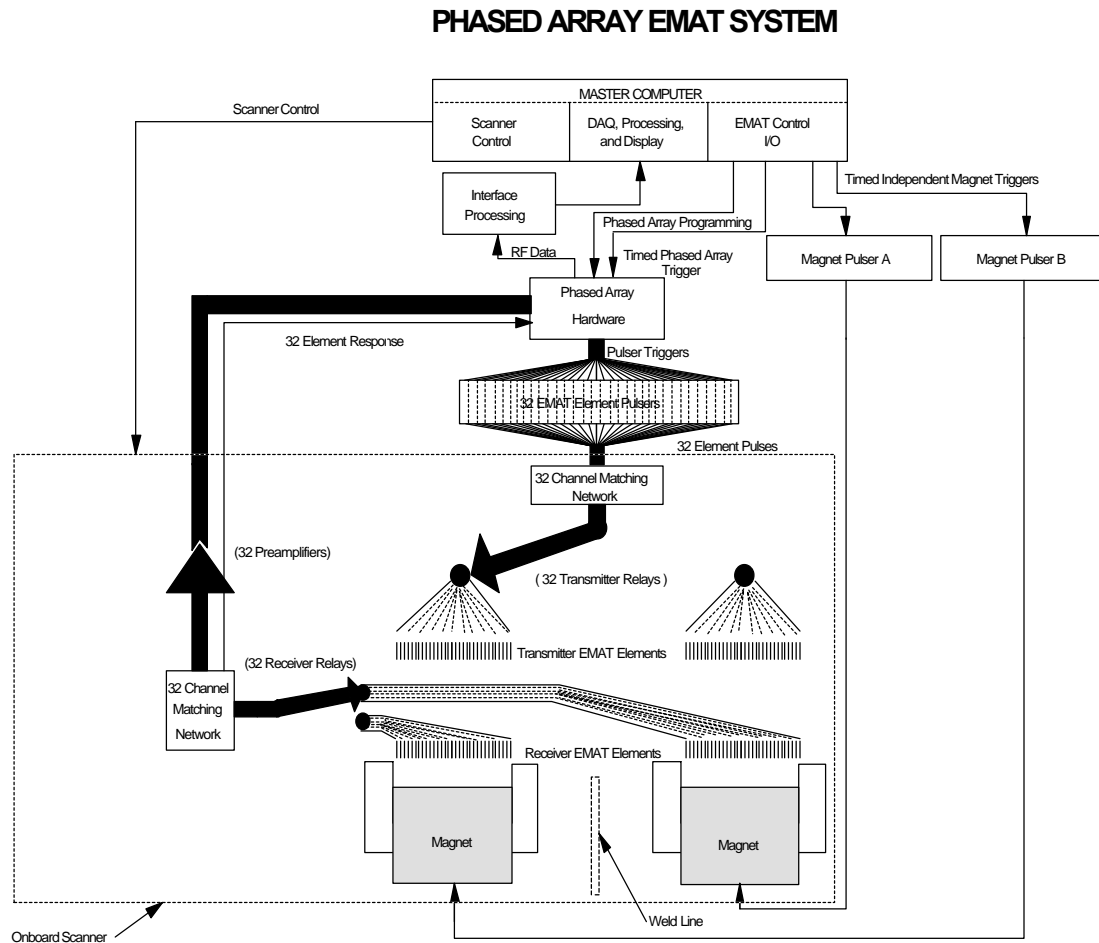 PHASED ARRAY EMAT SYSTEM
MASTER COMPUTER
Scanner Control
Scanner
Control
DAQ, Processing,
and Display
EMAT Control
I/O
Timed Independent Magnet Triggers
Interface
Processing
Phased Array Programming
RF Data
Timed Phased Array
Trigger
Magnet Pulser A
Magnet Pulser B
Phased Array
Hardware
32 Element Response
Pulser Triggers
32 EMAT Element Pulsers
32 Element Pulses
32 Channel Matching
Network
(32 Preamplifiers)
( 32 Transmitter Relays )
Transmitter EMAT Elements
(32 Receiver Relays)
32 Channel
Matching
Network
Receiver EMAT Elements
Magnet
Magnet
Weld Line
Onboard Scanner